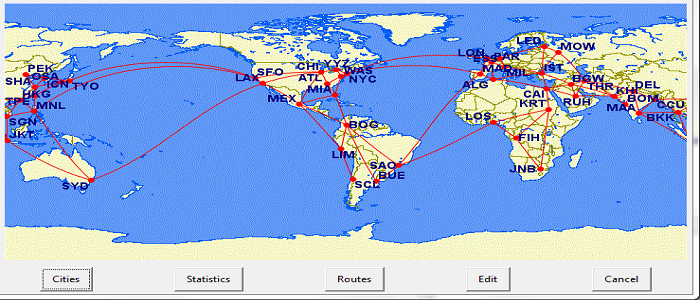 LED
MOW
LON
ESS
PAR
CHI
YYZ
MAD
MIL
IST
PEK
OSA
SFO
WAS
SHA
ICN
TYO
LAX
ATL
NYC
ALG
BGW
THR
DEL
HKG
MIA
CAI
KHI
TPE
MNL
MEX
KRT
RUH
BOM
MAA
CCU
SGN
BOG
LOS
BKK
JKT
FIH
LIM
SAO
JNB
BUE
SYD
SCL
Cities Statistics Routes Edit Cancel